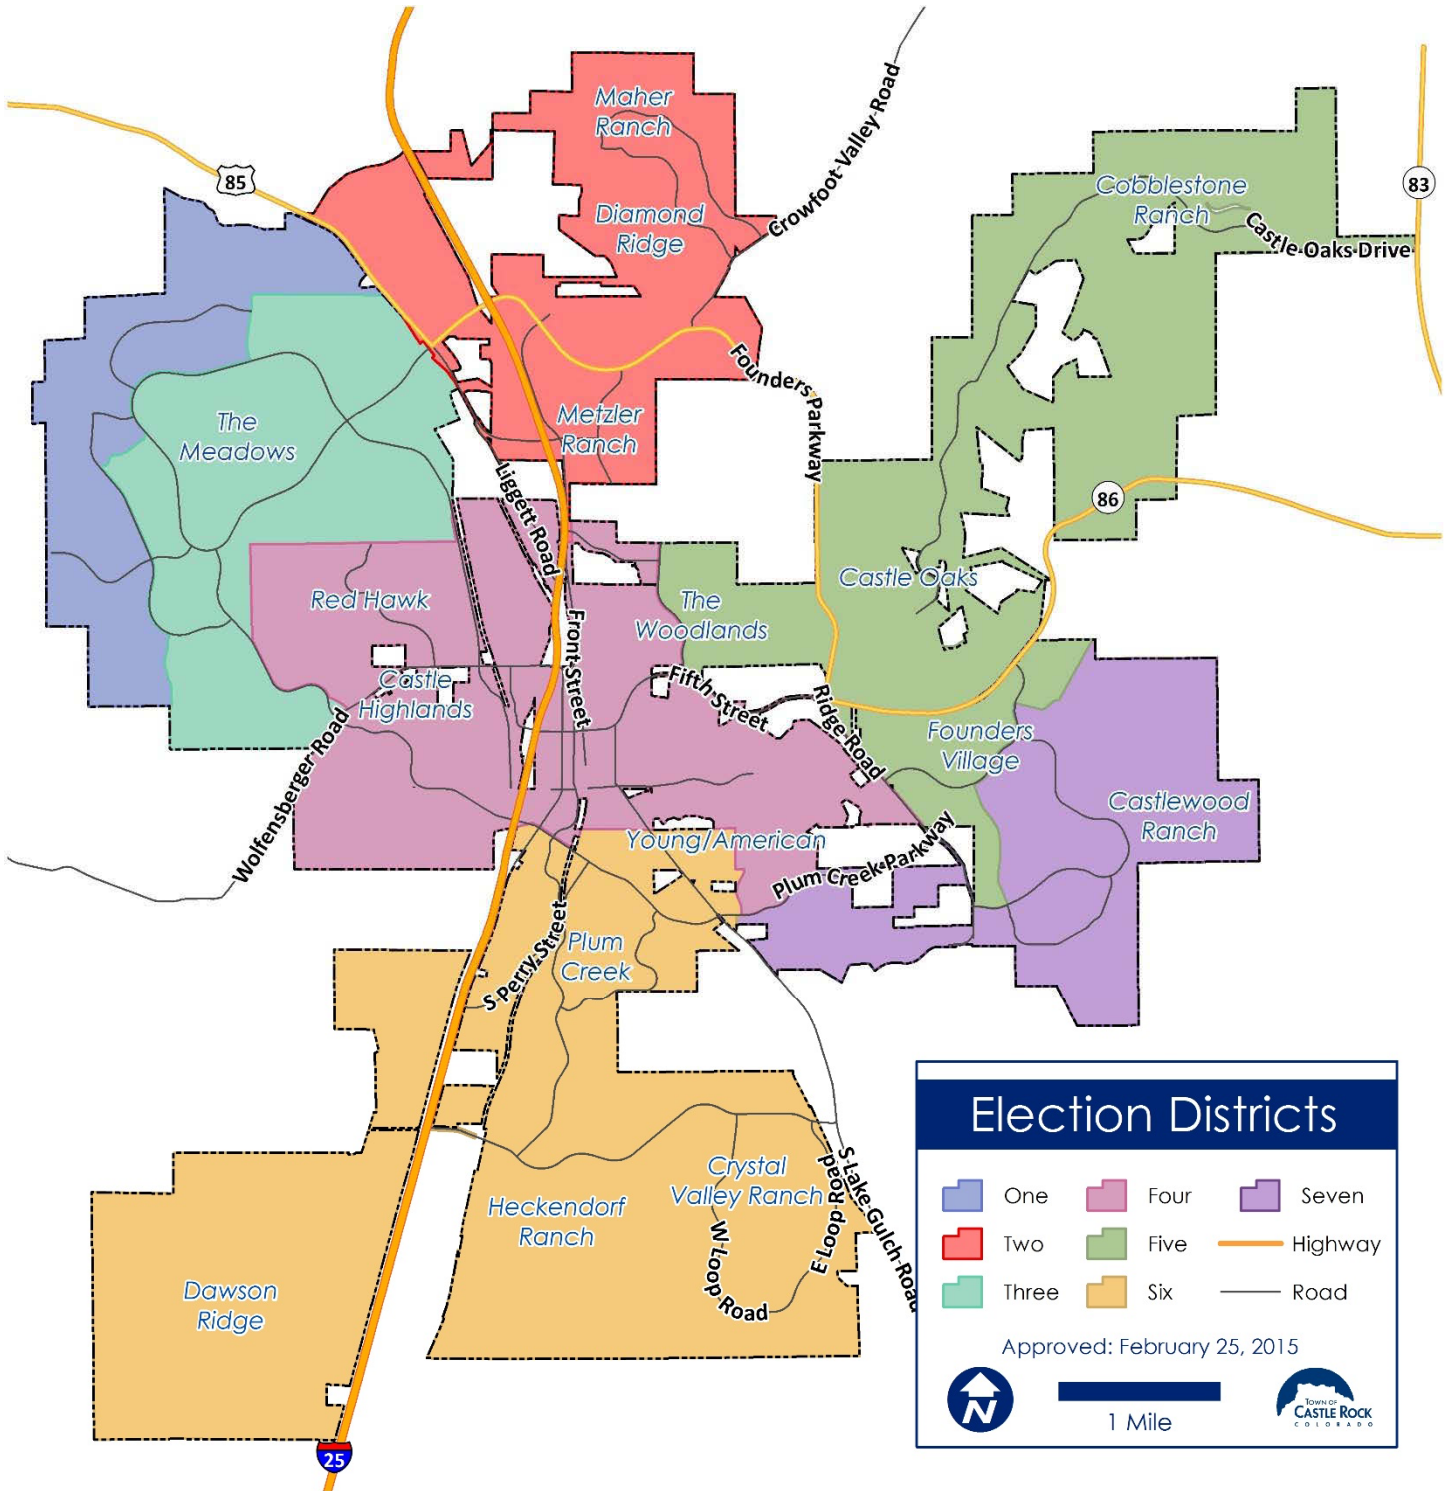 Maher
Ranch
Crowfoot Valley Road
85
83
Cobblestone
Ranch
Diamond
Ridge
Castle Oaks Drive
Founders Parkway
The
Meadows
Metzler
Ranch
Liggett Road
86
Castle Oaks
Red Hawk
The
Woodlands
Front Street
Castle
Highlands
Fifth Street
Ridge Road
Founders
Village
Wolfensberger Road
Castlewood
Ranch
Young/American
Plum Creek Parkway
Plum
Creek
S Perry Street
Crystal
Valley Ranch
Heckendorf
Ranch
W Loop Road
E Loop Road
S Lake Gulch Road
Dawson
Ridge
25
Election Districts
One
Four
Seven
Two
Five
Highway
Three
Six
Road
Approved: February 25, 2015
N
1 Mile
TOWN OF
CASTLE ROCK
COLORADO